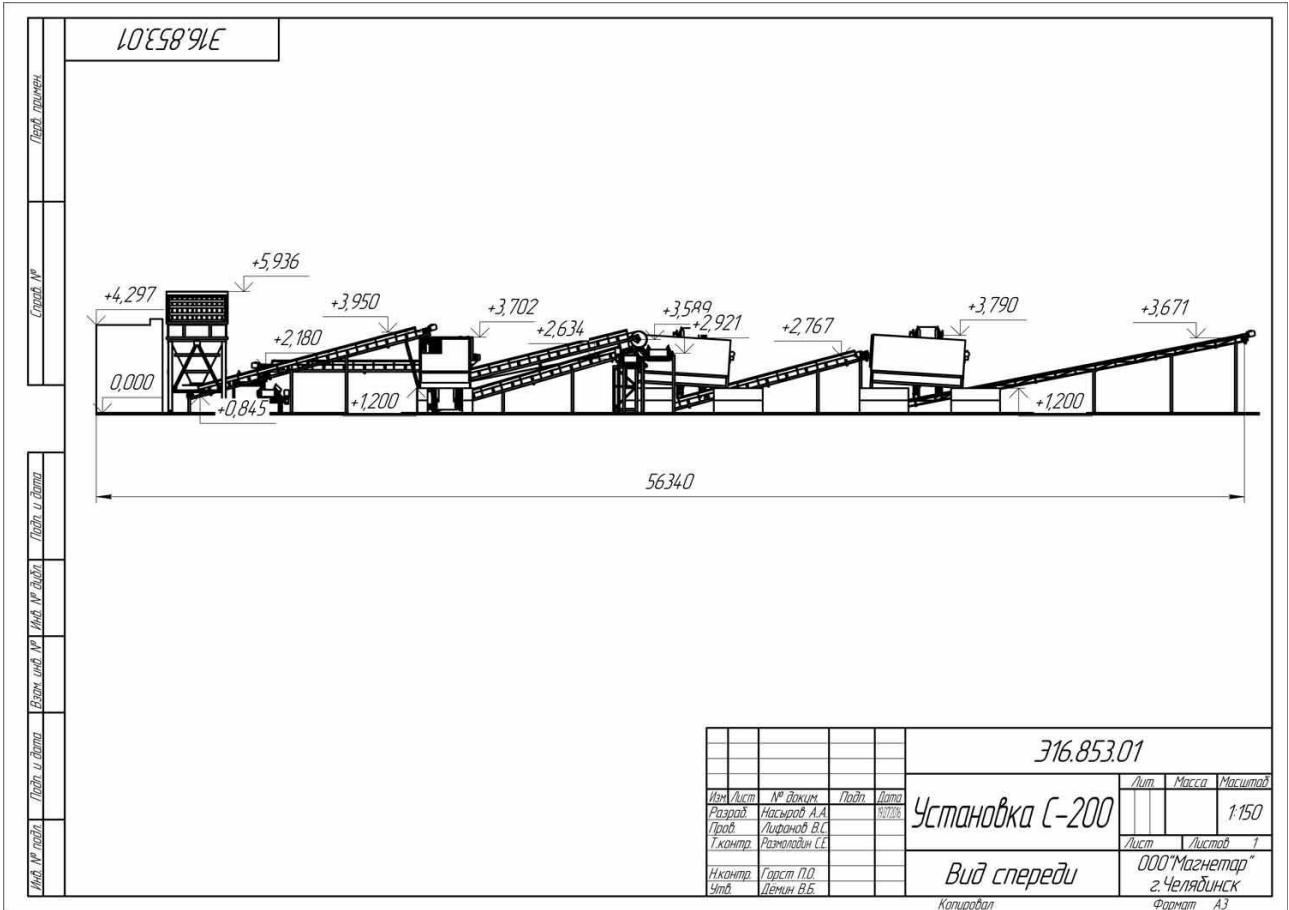 Э16.853.01
Перв. примен.
Справ. №
Подп. и дата
Инв. № дубл.
Взам. инв. №
Подп. и дата
Инв. № подл.
+5,936
+4,297
+3,950
+3,702
+3,589
+2,921
+3,790
+3,671
+2,180
+2,634
+2,767
0,000
+0,845
+1,200
+1,200
56340
Э16.853.01
Изм. Лист № докум. Подп. Дата
Разраб. Насыров А.А.
Пров. Лифанов В.С.
Т.контр. Размолодин С.Е.
Н.контр. Горст П.О.
Утв. Демин В.Б.
Установка С-200
Вид спереди
Лит. Масса Масштаб
1:150
Лист Листов 1
ООО"Магнетар"
г.Челябинск
Копировал Формат А3